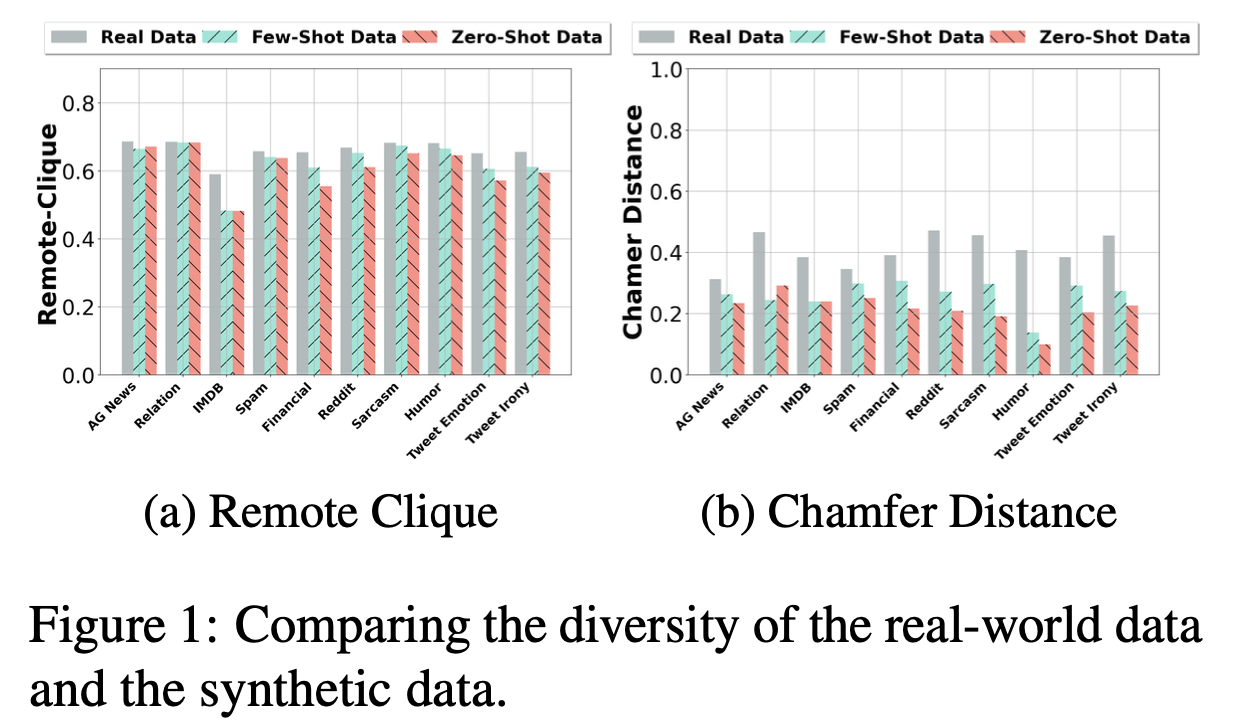 Real Data Few-Shot Data Zero-Shot Data
Remote-Clique
0.8
0.6
0.4
0.2
0.0
AG News
Relation
IMDB
Spam
Financial
Reddit
Sarcasm
Humor
Tweet Emotion
Tweet Irony
(a) Remote Clique
Real Data Few-Shot Data Zero-Shot Data
Chamer Distance
1.0
0.8
0.6
0.4
0.2
0.0
AG News
Relation
IMDB
Spam
Financial
Reddit
Sarcasm
Humor
Tweet Emotion
Tweet Irony
(b) Chamfer Distance
Figure 1: Comparing the diversity of the real-world data
and the synthetic data.